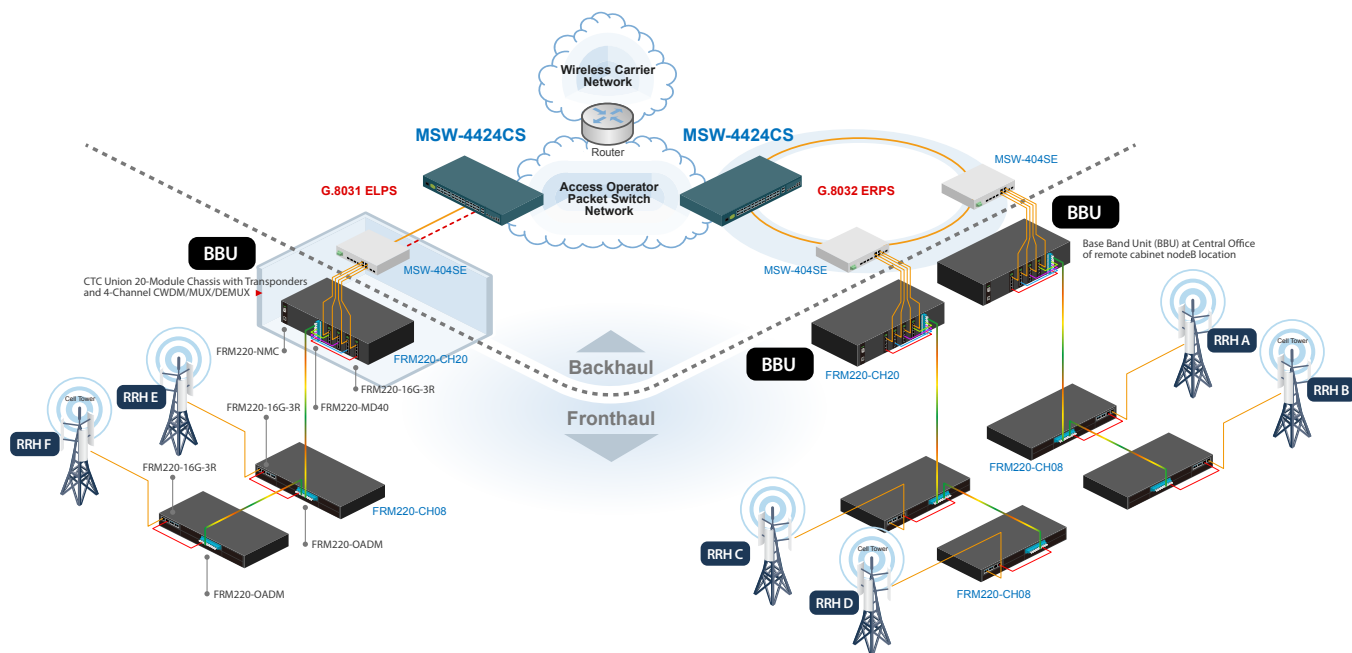 Wireless Carrier
Network
Router
MSW-4424CS
MSW-4424CS
Access Operator
Packet Switch
Network
G.8031 ELPS
G.8032 ERPS
MSW-404SE
MSW-404SE
MSW-404SE
BBU
BBU
BBU
CTC Union 20-Module Chassis with Transponders
and 4-Channel CWDM/MUX/DEMUX
Base Band Unit (BBU) at Central Office
of remote cabinet nodeB location
FRM220-NMC
FRM220-CH20
FRM220-16G-3R
FRM220-MD40
FRM220-CH20
Backhaul
Fronthaul
RRH E
Cell Tower
RRH F
FRM220-16G-3R
FRM220-16G-3R
FRM220-CH08
FRM220-OADM
FRM220-OADM
RRH A
RRH B
FRM220-CH08
RRH C
Cell Tower
RRH D
FRM220-CH08